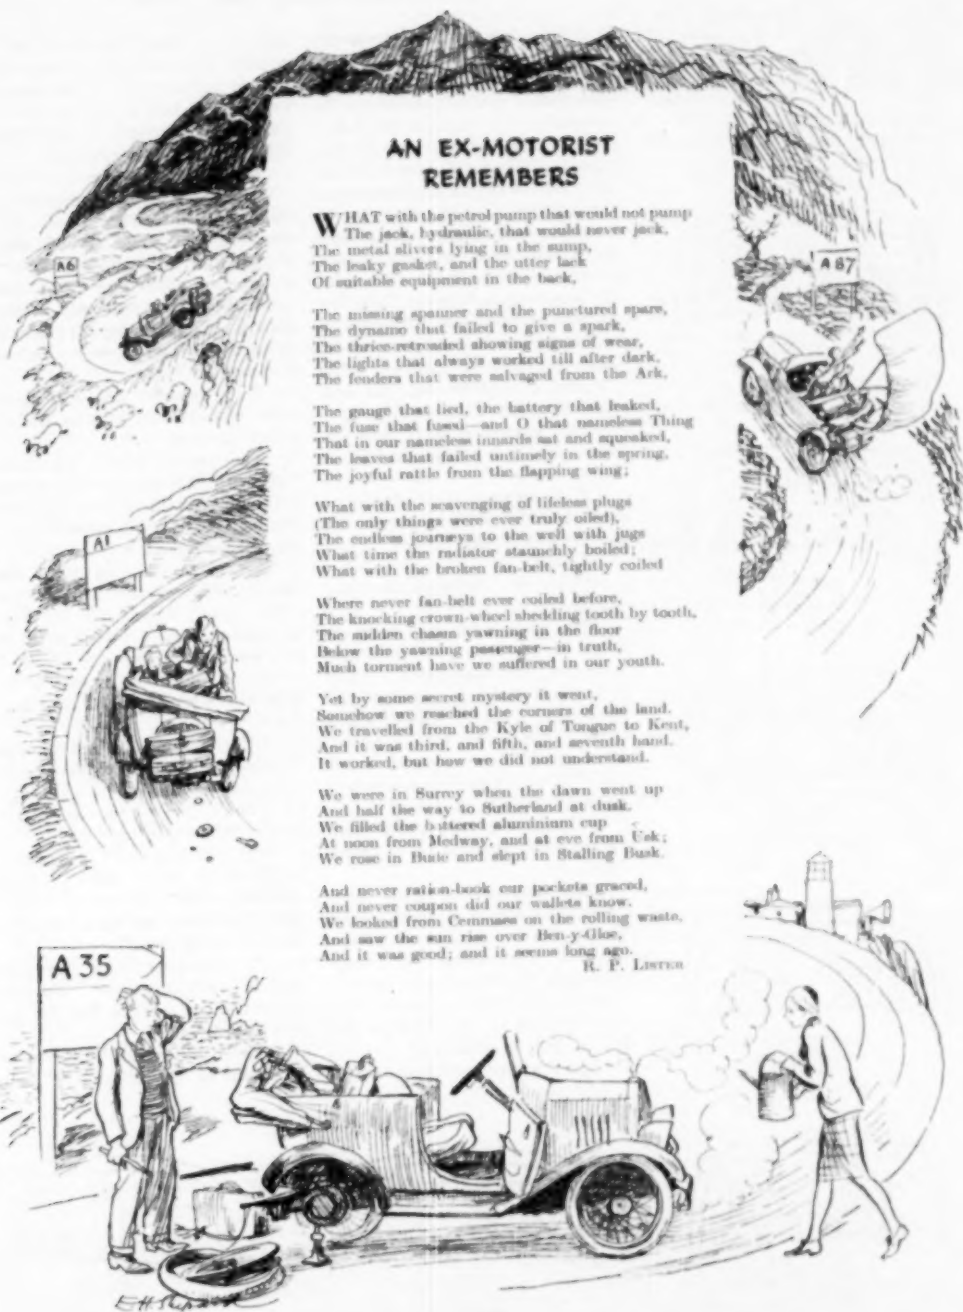 AN EX-MOTORIST
REMEMBERS
WHAT with the petrol pump that would not pump
The jack, hydraulic, that would never jack,
The metal slivers lying in the sump,
The leaky gasket, and the utter lack
Of suitable equipment in the back,
The missing spanner and the punctured spare,
The dynamo that failed to give a spark,
The thrice-retreaded showing signs of wear,
The lights that always worked till after dark,
The fenders that were salvaged from the Ark,
The gauge that lied, the battery that leaked,
The fuse that fused—and O that nameless Thing
That in our nameless innards sat and squeaked,
The leaves that failed untimely in the spring,
The joyful rattle from the flapping wing;
What with the scavenging of lifeless plugs
(The only things were ever truly oiled),
The endless journeys to the well with jugs
What time the radiator staunchly boiled;
What with the broken fan-belt, tightly coiled
Where never fan-belt ever coiled before,
The knocking crown-wheel shedding tooth by tooth,
The sudden chasm yawning in the floor
Below the yawning passenger—in truth,
Much torment have we suffered in our youth.
Yet by some secret mystery it went,
Somehow we reached the corners of the land.
We travelled from the Kyle of Tongue to Kent,
And it was third, and fifth, and seventh hand.
It worked, but how we did not understand.
We were in Surrey when the dawn went up
And half the way to Sutherland at dusk.
We filled the battered aluminium cup
At noon from Medway, and at eve from Usk;
We rose in Bude and slept in Stalling Busk.
And never ration-book our pockets graced,
And never coupon did our wallets know.
We looked from Cemmaes on the rolling waste,
And saw the sun rise over Ben-y-Gloe,
And it was good; and it seems long ago.
R. P. LISTER
A6
A 87
A1
A 35
E.H. Shepard